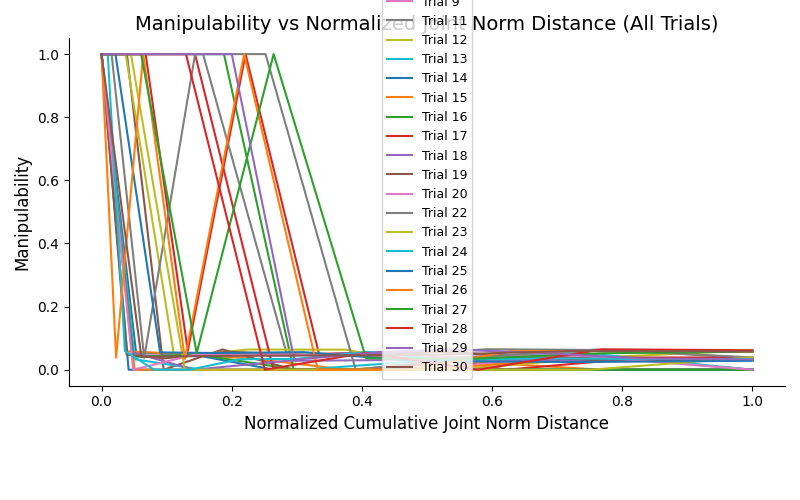 Manipulability vs Normalized Joint Norm Distance (All Trials)
Trial 9
Trial 11
Trial 12
Trial 13
Trial 14
Trial 15
Trial 16
Trial 17
Trial 18
Trial 19
Trial 20
Trial 22
Trial 23
Trial 24
Trial 25
Trial 26
Trial 27
Trial 28
Trial 29
Trial 30
Manipulability
1.0
0.8
0.6
0.4
0.2
0.0
0.0 0.2 0.4 0.6 0.8 1.0
Normalized Cumulative Joint Norm Distance